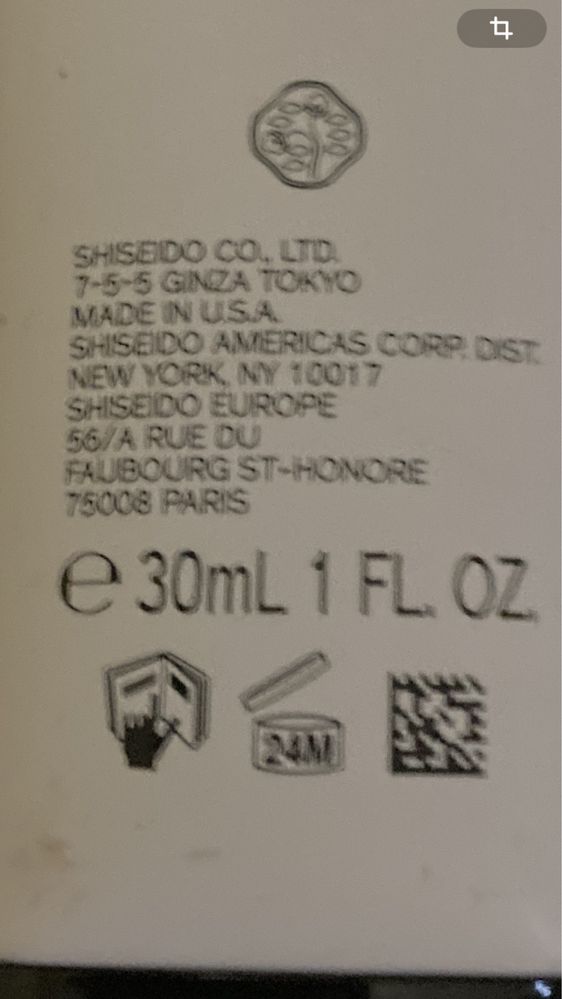 SHISEIDO CO., LTD.
7-5-5 GINZA TOKYO
MADE IN U.S.A.
SHISEIDO AMERICAS CORP. DIST.
NEW YORK, NY 10017
SHISEIDO EUROPE
56/A RUE DU
FAUBOURG ST-HONORE
75008 PARIS
℮ 30mL 1 FL. OZ.
24M